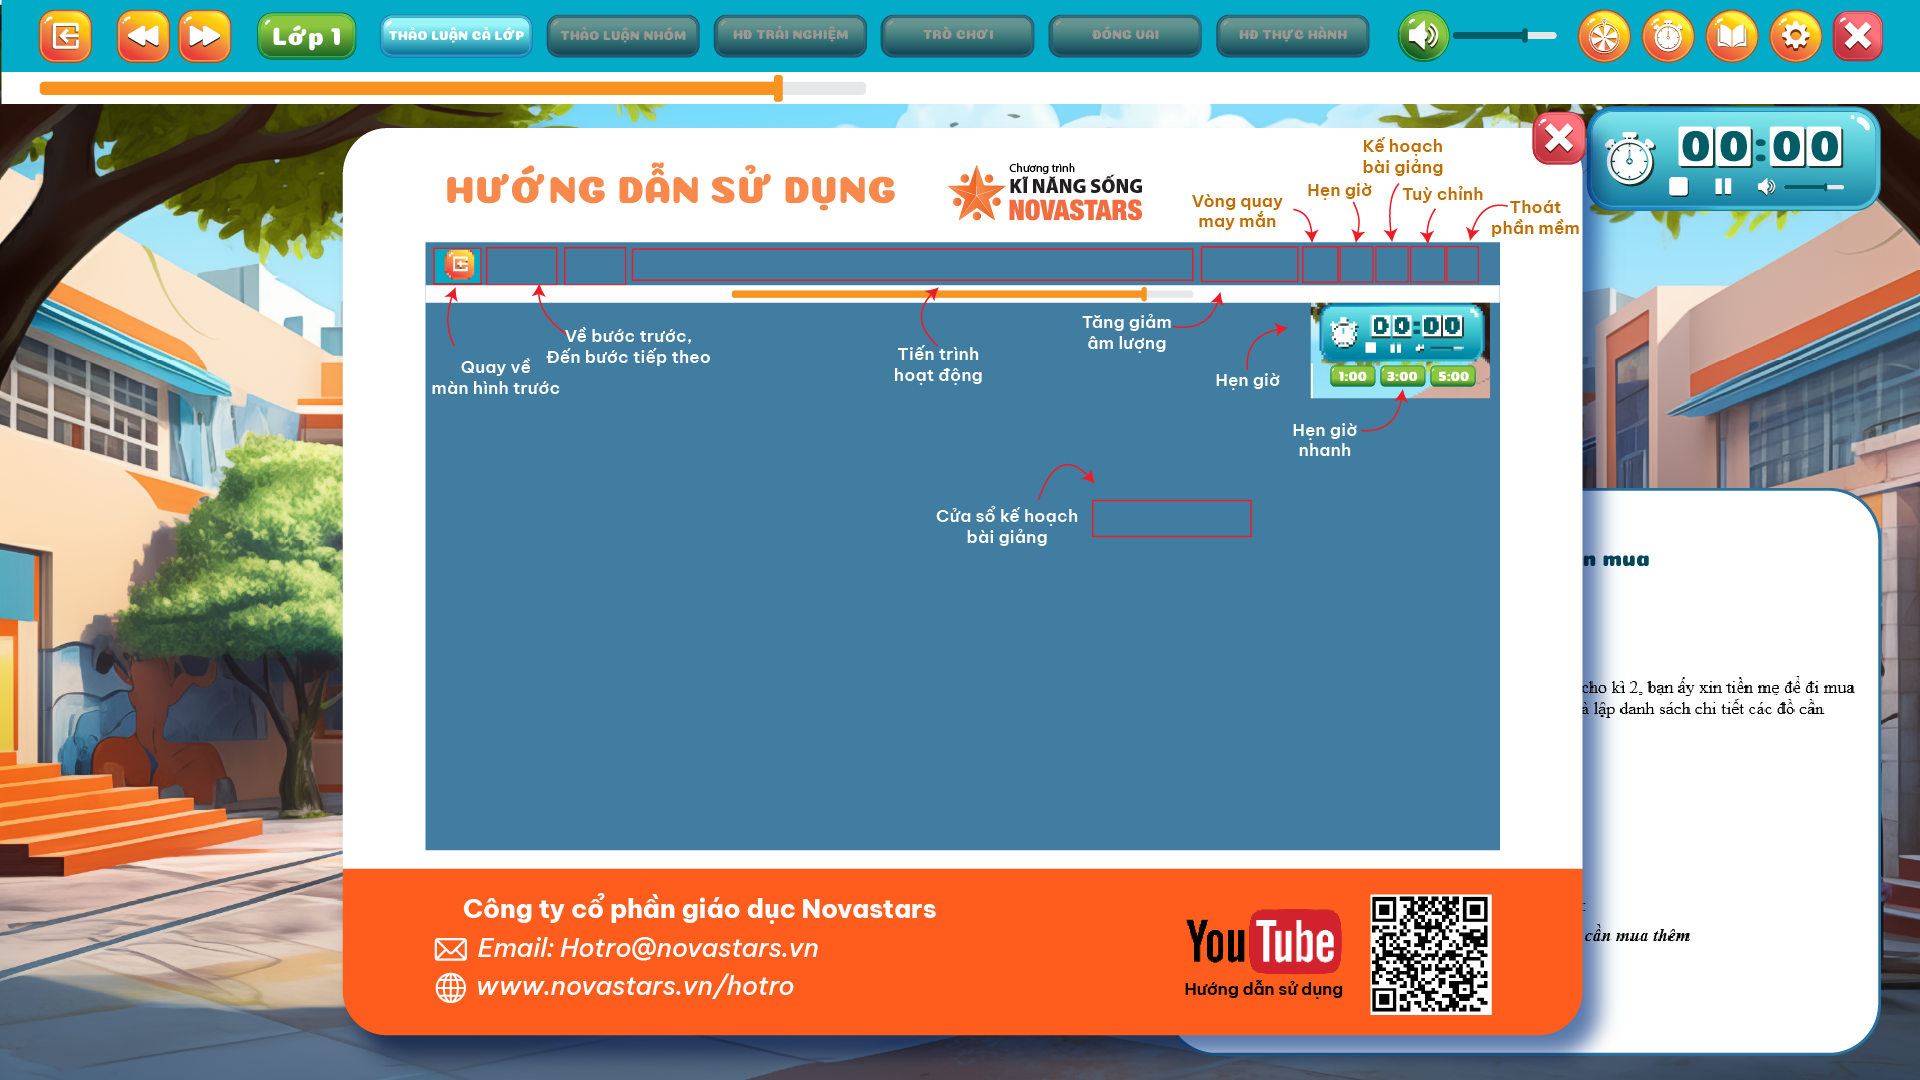 Lớp 1
THẢO LUẬN CẢ LỚP
THẢO LUẬN NHÓM
HĐ TRẢI NGHIỆM
TRÒ CHƠI
ĐÓNG VAI
HĐ THỰC HÀNH
00:00
HƯỚNG DẪN SỬ DỤNG
Chương trình
KĨ NĂNG SỐNG
NOVASTARS
Vòng quay
may mắn
Hẹn giờ
Kế hoạch
bài giảng
Tuỳ chỉnh
Thoát
phần mềm
Quay về
màn hình trước
Về bước trước,
Đến bước tiếp theo
Tiến trình
hoạt động
Tăng giảm
âm lượng
Hẹn giờ
00:00
1:00
3:00
5:00
Hẹn giờ
nhanh
Cửa sổ kế hoạch
bài giảng
n mua
cho kì 2, bạn ấy xin tiền mẹ để đi mua
à lập danh sách chi tiết các đồ cần
cần mua thêm
Công ty cổ phần giáo dục Novastars
Email: Hotro@novastars.vn
www.novastars.vn/hotro
YouTube
Hướng dẫn sử dụng